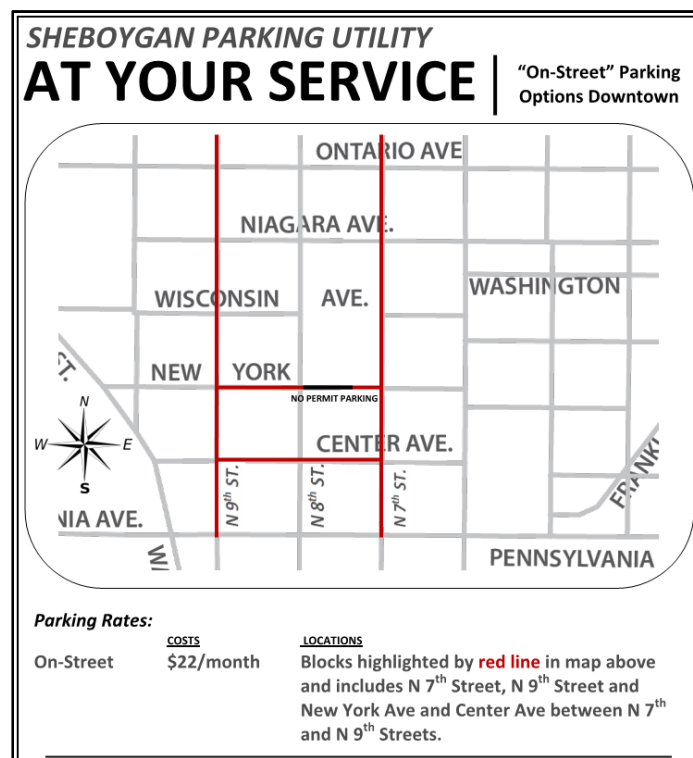 SHEBOYGAN PARKING UTILITY
AT YOUR SERVICE
“On-Street” Parking
Options Downtown
ONTARIO AVE
NIAGARA AVE.
WISCONSIN AVE.
WASHINGTON
ST.
NEW YORK
NO PERMIT PARKING
N
W E
S
CENTER AVE.
FRANKL
N 9th ST.
N 8th ST.
N 7th ST.
NIA AVE.
WI
PENNSYLVANIA
Parking Rates:
COSTS LOCATIONS
On-Street $22/month Blocks highlighted by red line in map above
and includes N 7th Street, N 9th Street and
New York Ave and Center Ave between N 7th
and N 9th Streets.